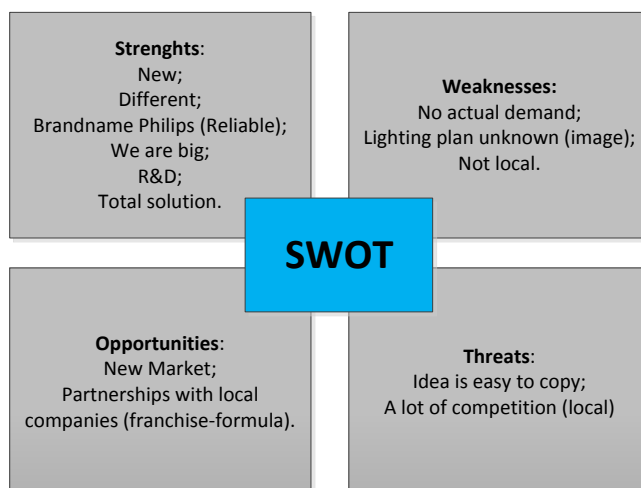 Strenghts:
New;
Different;
Brandname Philips (Reliable);
We are big;
R&D;
Total solution.
Weaknesses:
No actual demand;
Lighting plan unknown (image);
Not local.
SWOT
Opportunities:
New Market;
Partnerships with local
companies (franchise-formula).
Threats:
Idea is easy to copy;
A lot of competition (local)